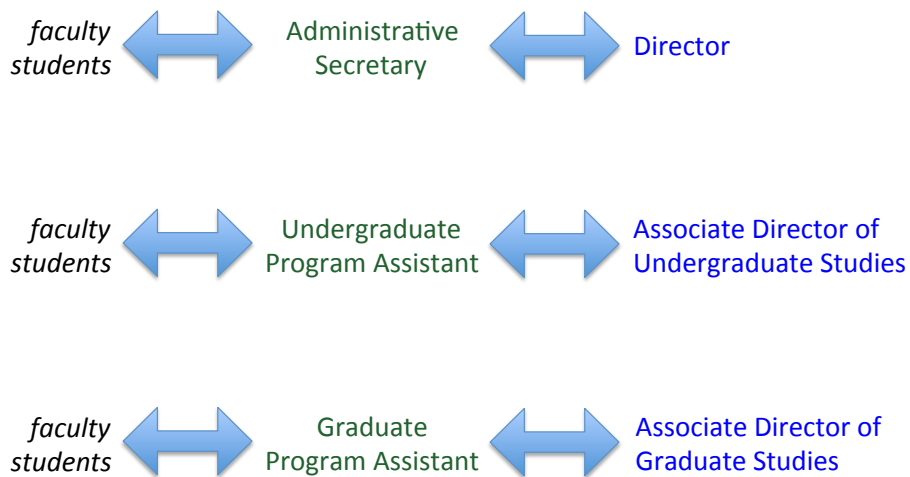 faculty
students
Administrative
Secretary
Director
faculty
students
Undergraduate
Program Assistant
Associate Director of
Undergraduate Studies
faculty
students
Graduate
Program Assistant
Associate Director of
Graduate Studies